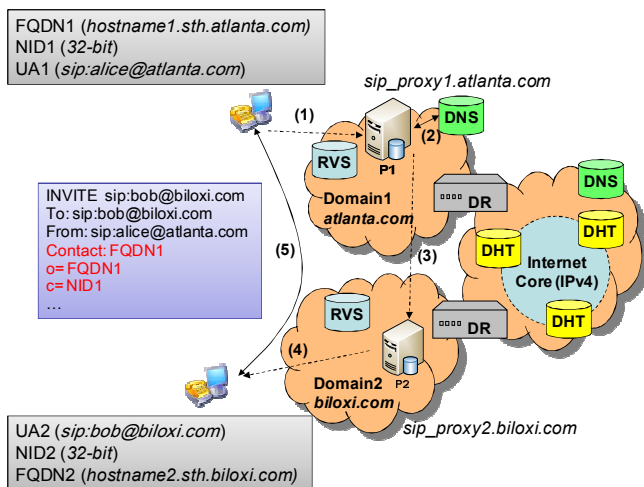 FQDN1 (hostname1.sth.atlanta.com)
NID1 (32-bit)
UA1 (sip:alice@atlanta.com)
sip_proxy1.atlanta.com
(1)
(2)
DNS
P1
RVS
Domain1
atlanta.com
DR
DNS
DHT
DHT
Internet
Core (IPv4)
DHT
INVITE sip:bob@biloxi.com
To: sip:bob@biloxi.com
From: sip:alice@atlanta.com
Contact: FQDN1
o= FQDN1
c= NID1
…
(5)
(3)
RVS
DR
(4)
P2
Domain2
biloxi.com
sip_proxy2.biloxi.com
UA2 (sip:bob@biloxi.com)
NID2 (32-bit)
FQDN2 (hostname2.sth.biloxi.com)